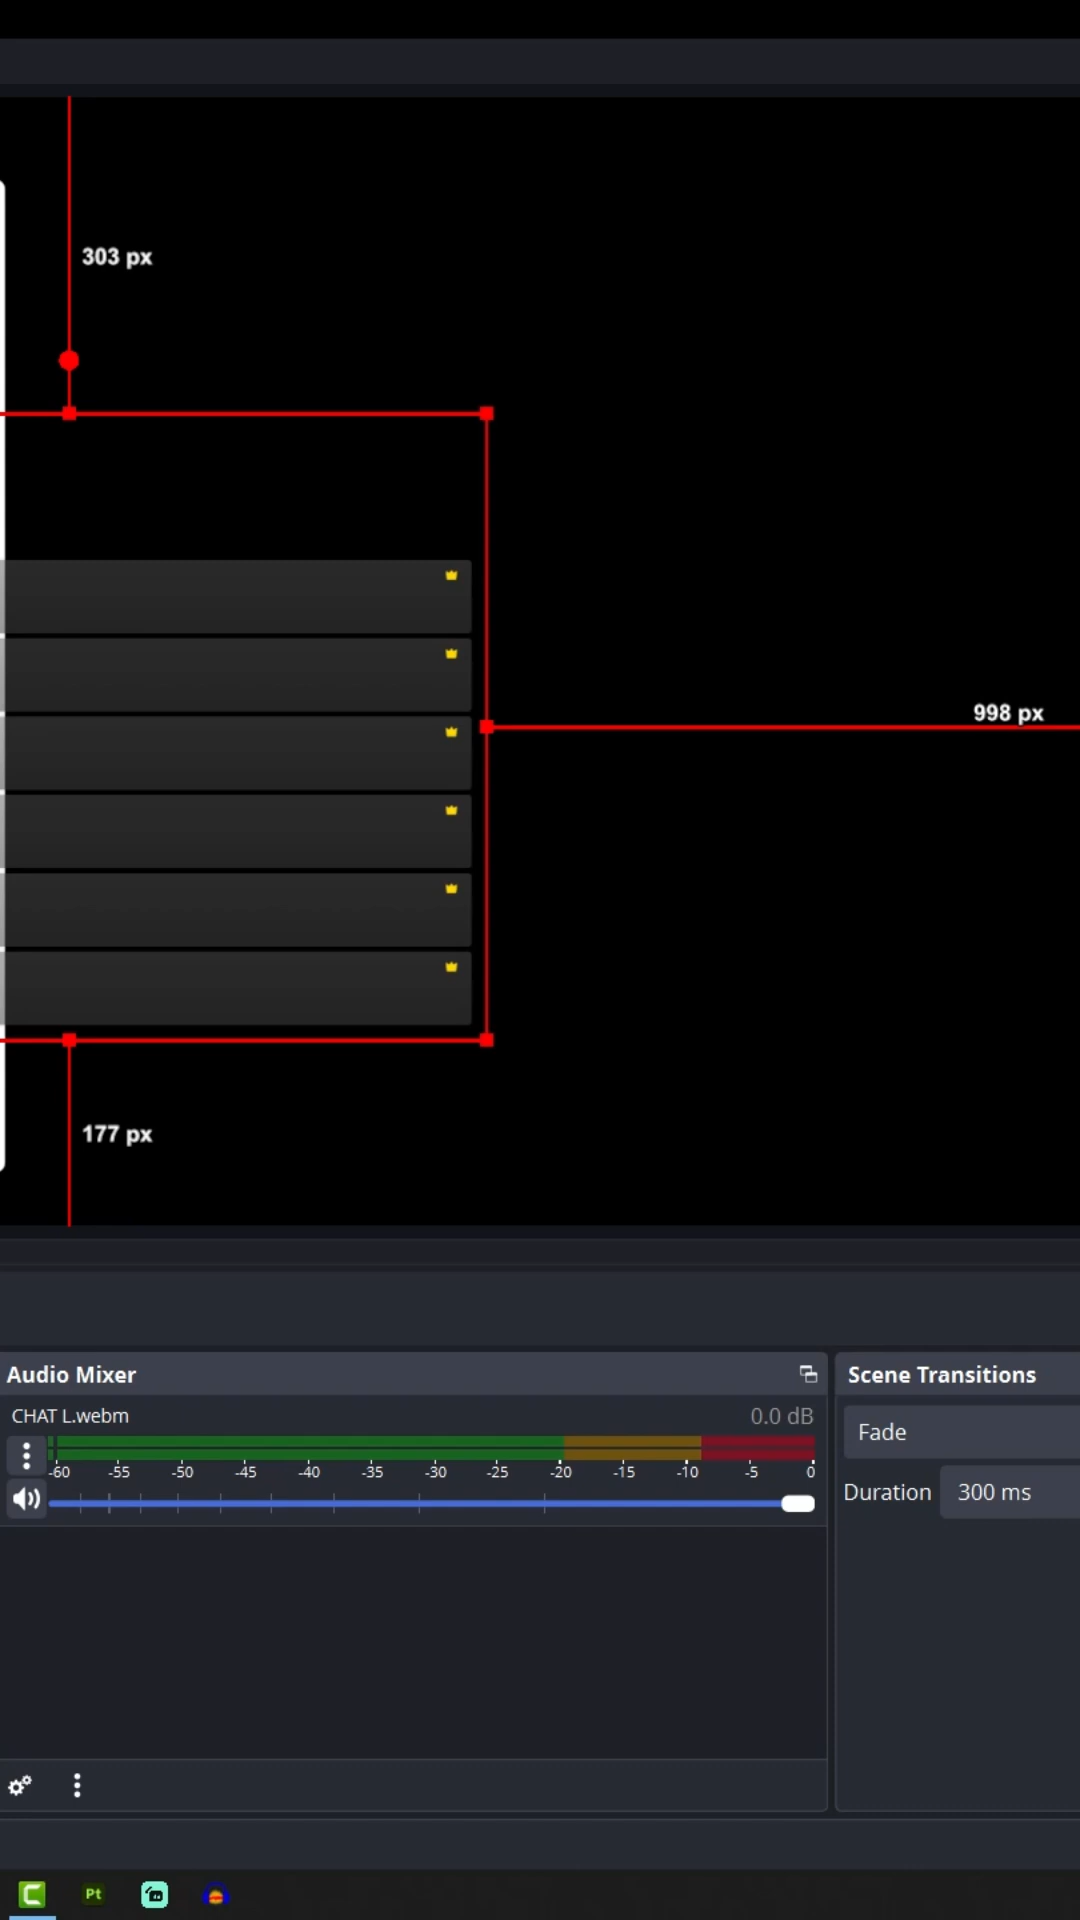 303 px
998 px
177 px
Audio Mixer
Scene Transitions
CHAT L.webm
0.0 dB
Fade
-60 -55 -50 -45 -40 -35 -30 -25 -20 -15 -10 -5 0
Duration 300 ms
Pt